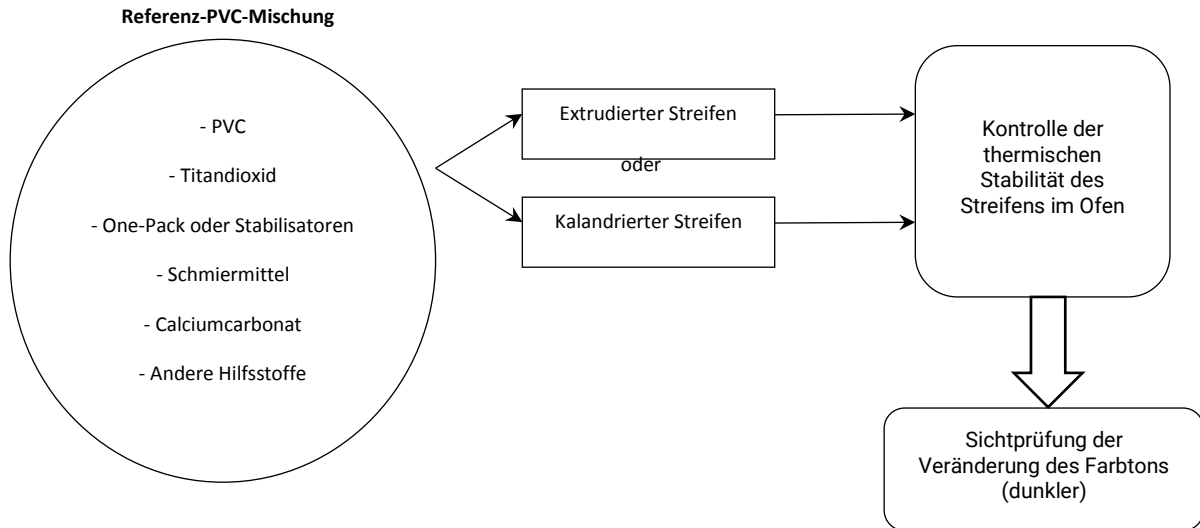 Referenz-PVC-Mischung
- PVC
- Titandioxid
- One-Pack oder Stabilisatoren
- Schmiermittel
- Calciumcarbonat
- Andere Hilfsstoffe
Extrudierter Streifen
oder
Kalandrierter Streifen
Kontrolle der
thermischen
Stabilität des
Streifens im Ofen
Sichtprüfung der
Veränderung des Farbtons
(dunkler)